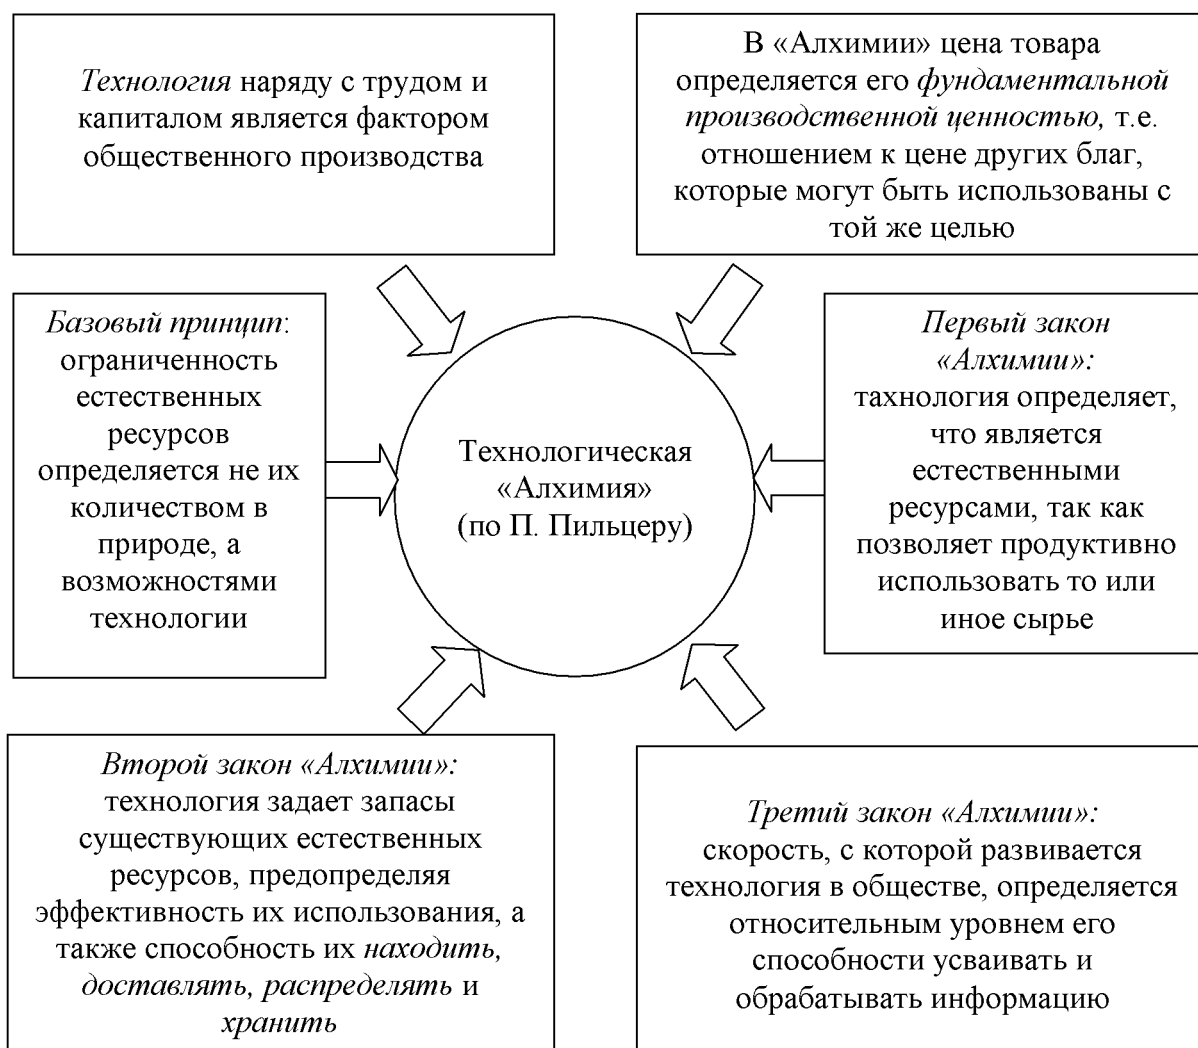 Технология наряду с трудом и
капиталом является фактором
общественного производства
В «Алхимии» цена товара
определяется его фундаментальной
производственной ценностью, т.е.
отношением к цене других благ,
которые могут быть использованы с
той же целью
Базовый принцип:
ограниченность
естественных
ресурсов
определяется не их
количеством в
природе, а
возможностями
технологии
Технологическая
«Алхимия»
(по П. Пильцеру)
Первый закон
«Алхимии»:
тахнология определяет,
что является
естественными
ресурсами, так как
позволяет продуктивно
использовать то или
иное сырье
Второй закон «Алхимии»:
технология задает запасы
существующих естественных
ресурсов, предопределяя
эффективность их использования, а
также способность их находить,
доставлять, распределять и
хранить
Третий закон «Алхимии»:
скорость, с которой развивается
технология в обществе, определяется
относительным уровнем его
способности усваивать и
обрабатывать информацию